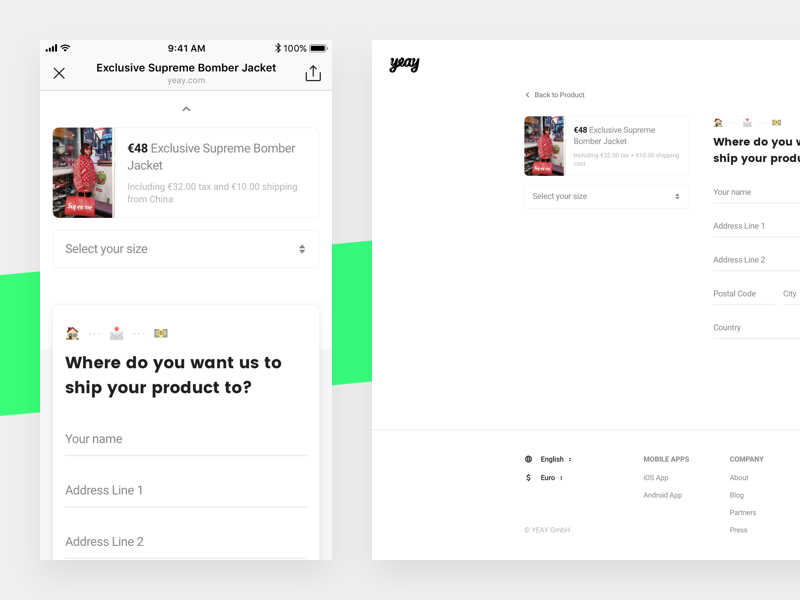 9:41 AM
100%
Exclusive Supreme Bomber Jacket
yeay.com
€48 Exclusive Supreme Bomber
Jacket
Including €32.00 tax and €10.00 shipping
from China
Select your size
Where do you want us to
ship your product to?
Your name
Address Line 1
Address Line 2
yeay
Back to Product
€48 Exclusive Supreme
Bomber Jacket
Including €32.00 tax + €10.00 shipping
cost.
Select your size
Where do you w
ship your produ
Your name
Address Line 1
Address Line 2
Postal Code
City
Country
English
$ Euro
© YEAY GmbH
MOBILE APPS
iOS App
Android App
COMPANY
About
Blog
Partners
Press